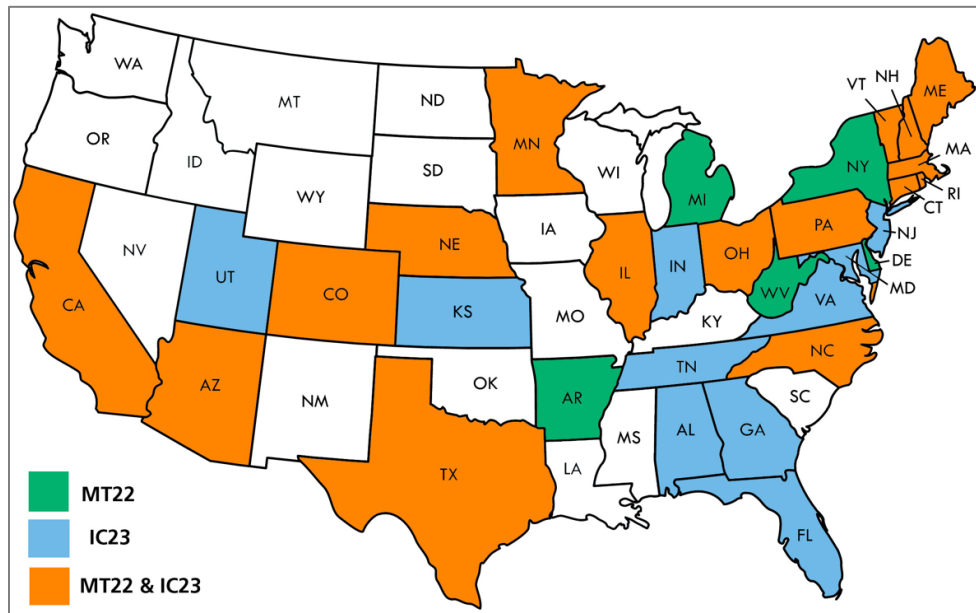 WA
MT
ND
MN
VT
NH
ME
OR
ID
SD
WI
MI
NY
MA
RI
CT
WY
IA
PA
NJ
NV
NE
IL
IN
OH
DE
UT
CO
KS
MO
WV
VA
MD
CA
KY
AZ
NM
OK
AR
TN
NC
SC
TX
LA
MS
AL
GA
FL
MT22
IC23
MT22 & IC23